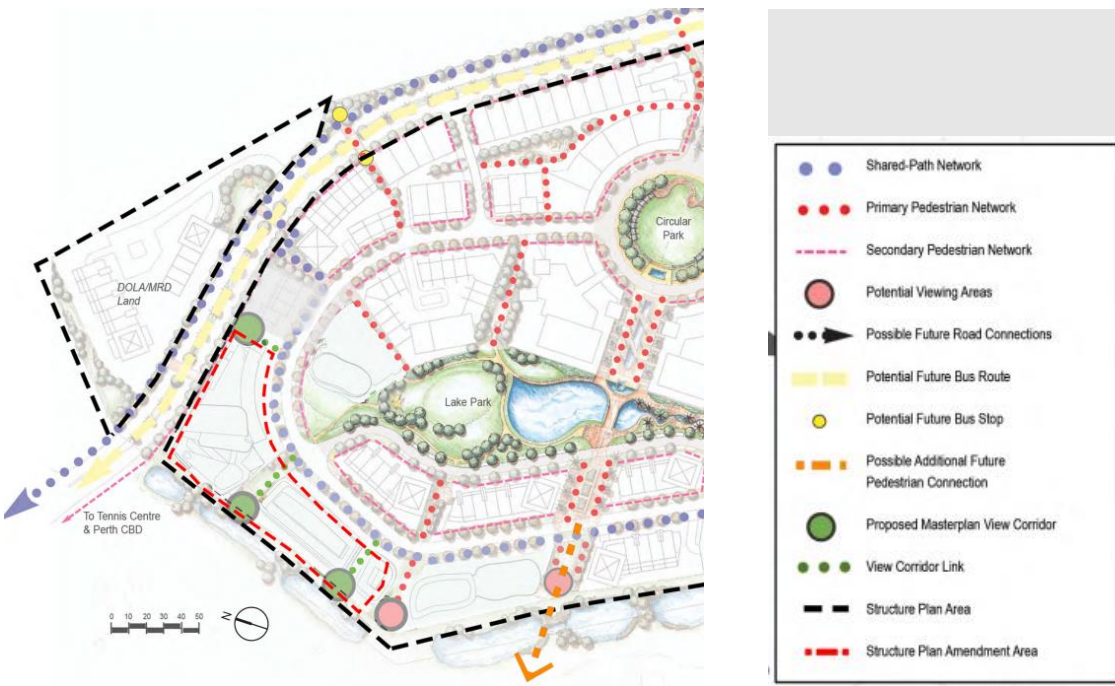 DOLA/MRD
Land
Circular
Park
Lake Park
To Tennis Centre
& Perth CBD
0 10 20 30 40 50
N
Shared-Path Network
Primary Pedestrian Network
Secondary Pedestrian Network
Potential Viewing Areas
Possible Future Road Connections
Potential Future Bus Route
Potential Future Bus Stop
Possible Additional Future
Pedestrian Connection
Proposed Masterplan View Corridor
View Corridor Link
Structure Plan Area
Structure Plan Amendment Area